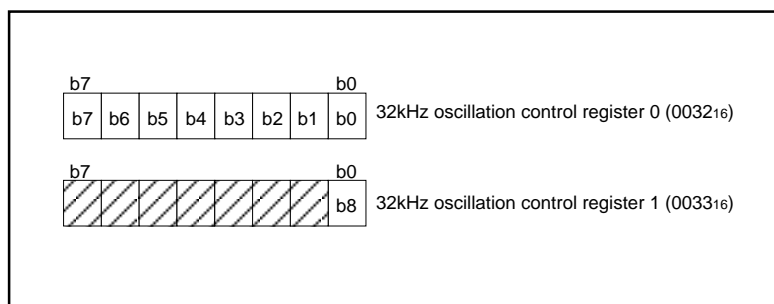 b7 b0
b7 b6 b5 b4 b3 b2 b1 b0 32kHz oscillation control register 0 (003216)
b7 b0
b8 32kHz oscillation control register 1 (003316)